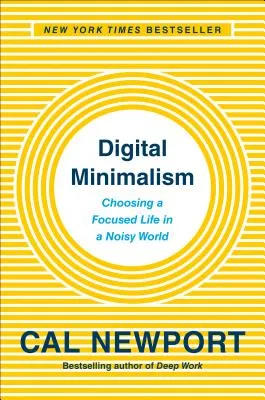 NEW YORK TIMES BESTSELLER
Digital
Minimalism
Choosing a
Focused Life in
a Noisy World
CAL NEWPORT
Bestselling author of Deep Work